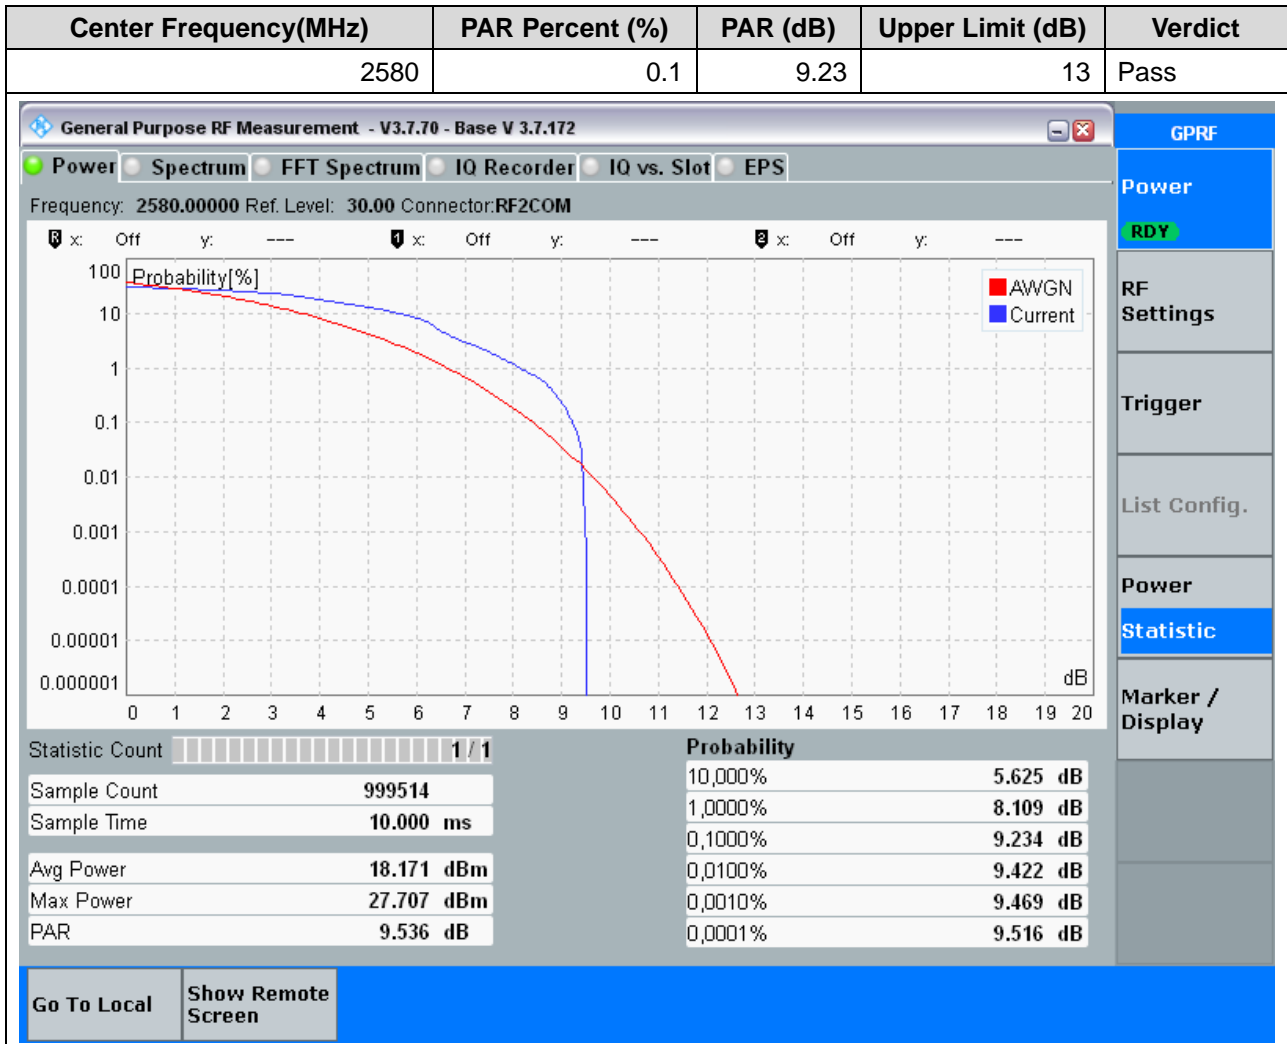 Center Frequency(MHz) PAR Percent (%) PAR (dB) Upper Limit (dB) Verdict
2580 0.1 9.23 13 Pass
General Purpose RF Measurement - V3.7.70 - Base V 3.7.172
GPRF
Power Spectrum FFT Spectrum IQ Recorder IQ vs. Slot EPS
Power
RDY
Frequency: 2580.00000 Ref. Level: 30.00 Connector:RF2COM
R x: Off y: --- 1 x: Off y: --- 2 x: Off y: ---
Probability[%]
AWGN
Current
100
10
1
0.1
0.01
0.001
0.0001
0.00001
0.000001
dB
0 1 2 3 4 5 6 7 8 9 10 11 12 13 14 15 16 17 18 19 20
RF
Settings
Trigger
List Config.
Power
Statistic
Marker /
Display
Statistic Count 1 / 1
Sample Count 999514
Sample Time 10.000 ms
Avg Power 18.171 dBm
Max Power 27.707 dBm
PAR 9.536 dB
Probability
10,000% 5.625 dB
1,0000% 8.109 dB
0,1000% 9.234 dB
0,0100% 9.422 dB
0,0010% 9.469 dB
0,0001% 9.516 dB
Go To Local
Show Remote
Screen